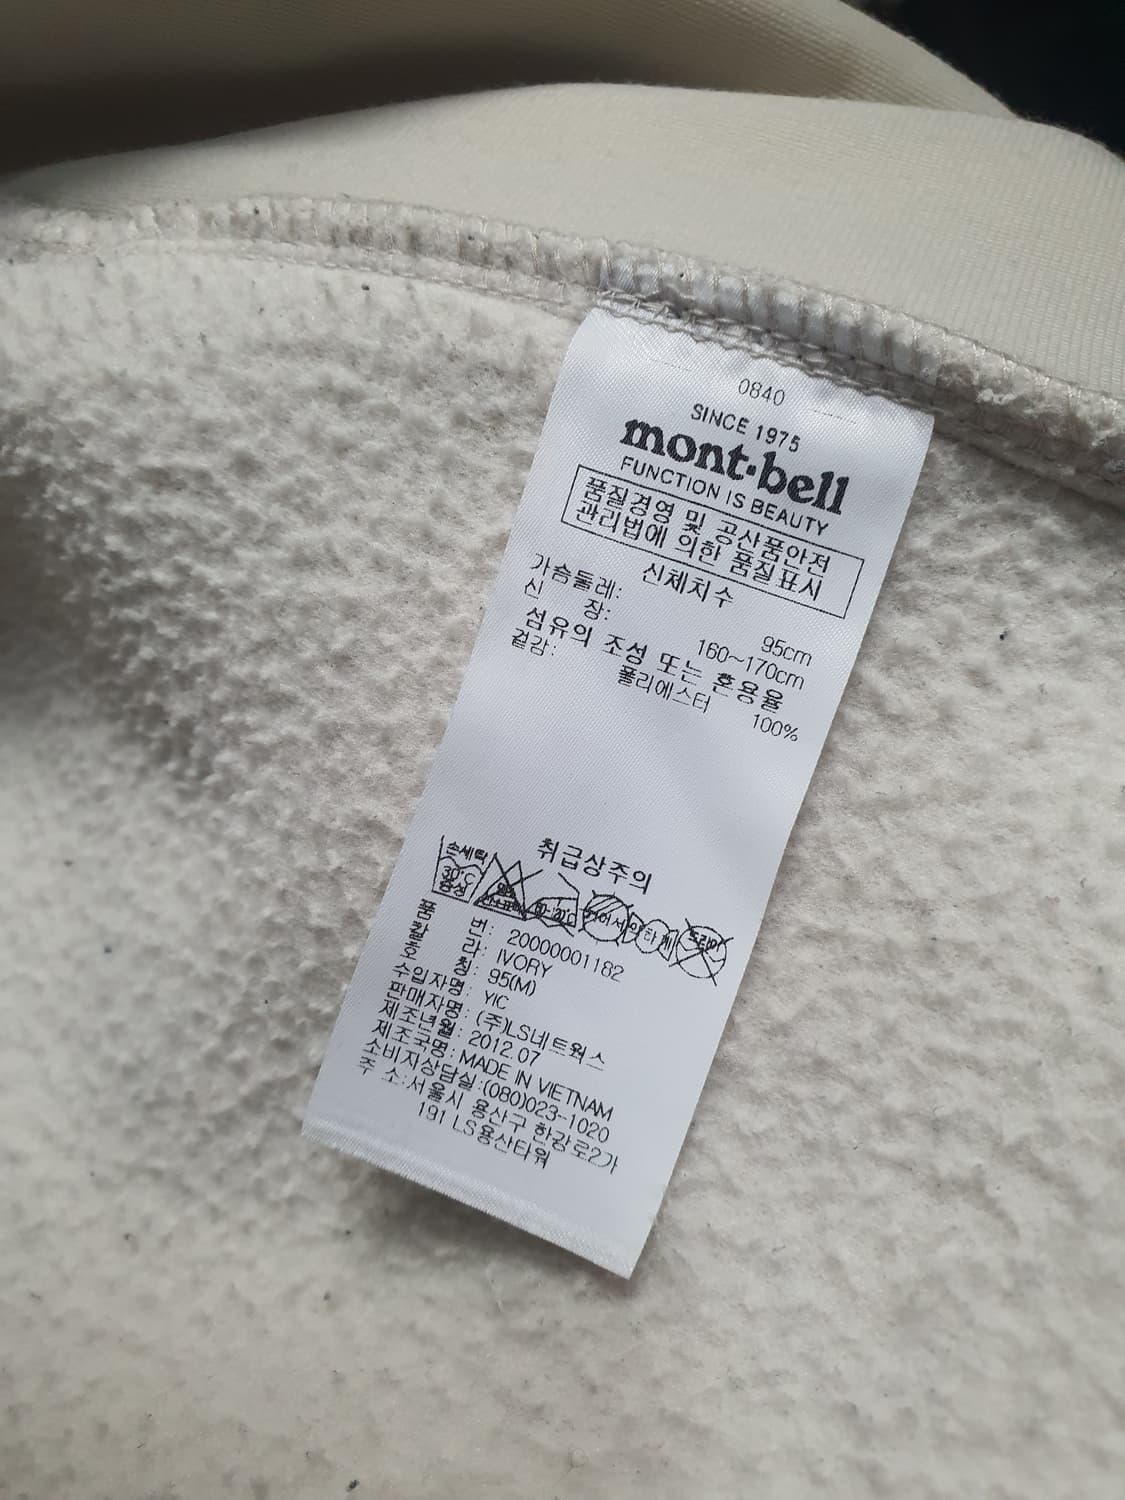 0840
SINCE 1975
mont·bell
FUNCTION IS BEAUTY
품질경영 및 공산품안전
관리법에 의한 품질표시
신체치수
가슴둘레: 95cm
신 장: 160~170cm
섬유의 조성 또는 혼용율
겉감: 폴리에스터 100%
취급상주의
손세탁 30℃ 중성
드라이
품 번: 20000001182
칼 라: IVORY
호 칭: 95(M)
수입자명: YIC
판매자명: (주)LS네트웍스
제조년월: 2012.07
제조국명: MADE IN VIETNAM
소비자상담실:(080)023-1020
주 소:서울시 용산구 한강로2가
191 LS용산타워